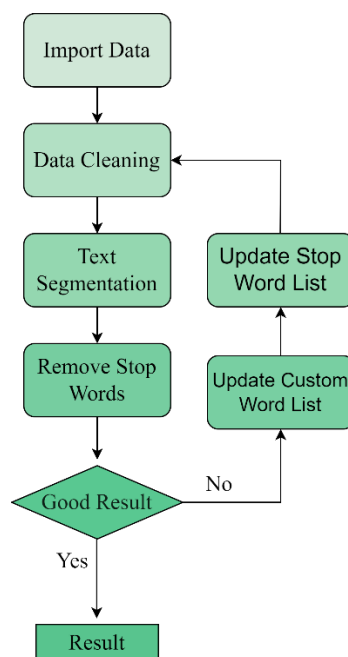 Import Data
Data Cleaning
Text
Segmentation
Update Stop
Word List
Remove Stop
Words
Update Custom
Word List
Good Result
No
Yes
Result